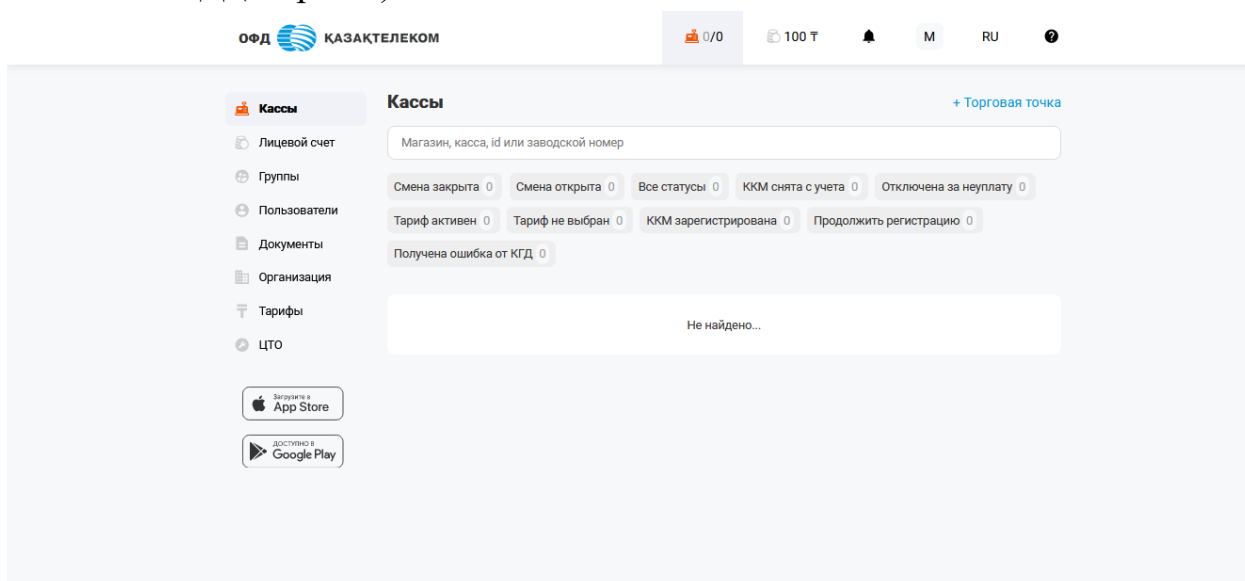 ОФД ҚАЗАҚТЕЛЕКОМ 0/0 100 ₸ M RU
Кассы
Лицевой счет
Группы
Пользователи
Документы
Организация
Тарифы
ЦТО
Загрузите в
App Store
ДОСТУПНО В
Google Play
Кассы + Торговая точка
Магазин, касса, id или заводской номер
Смена закрыта 0 Смена открыта 0 Все статусы 0 ККМ снята с учета 0 Отключена за неуплату 0
Тариф активен 0 Тариф не выбран 0 ККМ зарегистрирована 0 Продолжить регистрацию 0
Получена ошибка от КГД 0
Не найдено...